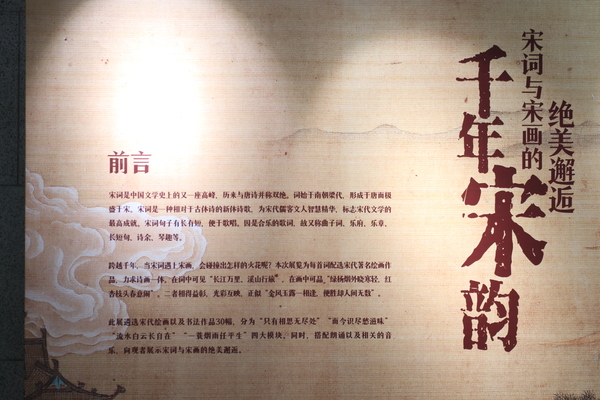 千年宋韵
宋词与宋画的
绝美邂逅
前言
宋词是中国文学史上的又一座高峰，历来与唐诗并称双绝。词始于南朝梁代，形成于唐而极
盛于宋。宋词是一种相对于古体诗的新体诗歌，为宋代儒客文人智慧精华，标志宋代文学的
最高成就。宋词句子有长有短，便于歌唱。因是合乐的歌词，故又称曲子词、乐府、乐章、
长短句、诗余、琴趣等。
跨越千年，当宋词遇上宋画，会碰撞出怎样的火花呢？本次展览为每首词配选宋代著名绘画作
品，力求诗画一体，在词中可见“长江万里，溪山行旅”，在画中可品“绿杨烟外晓寒轻，红
杏枝头春意闹”。二者相得益彰，光彩互映，正似“金风玉露一相逢，便胜却人间无数”。
此展遴选宋代绘画以及书法作品30幅，分为“只有相思无尽处” “而今识尽愁滋味”
“流水白云长自在” “一蓑烟雨任平生”四大模块。同时，搭配朗诵以及相关的音
乐，向观者展示宋词与宋画的绝美邂逅。